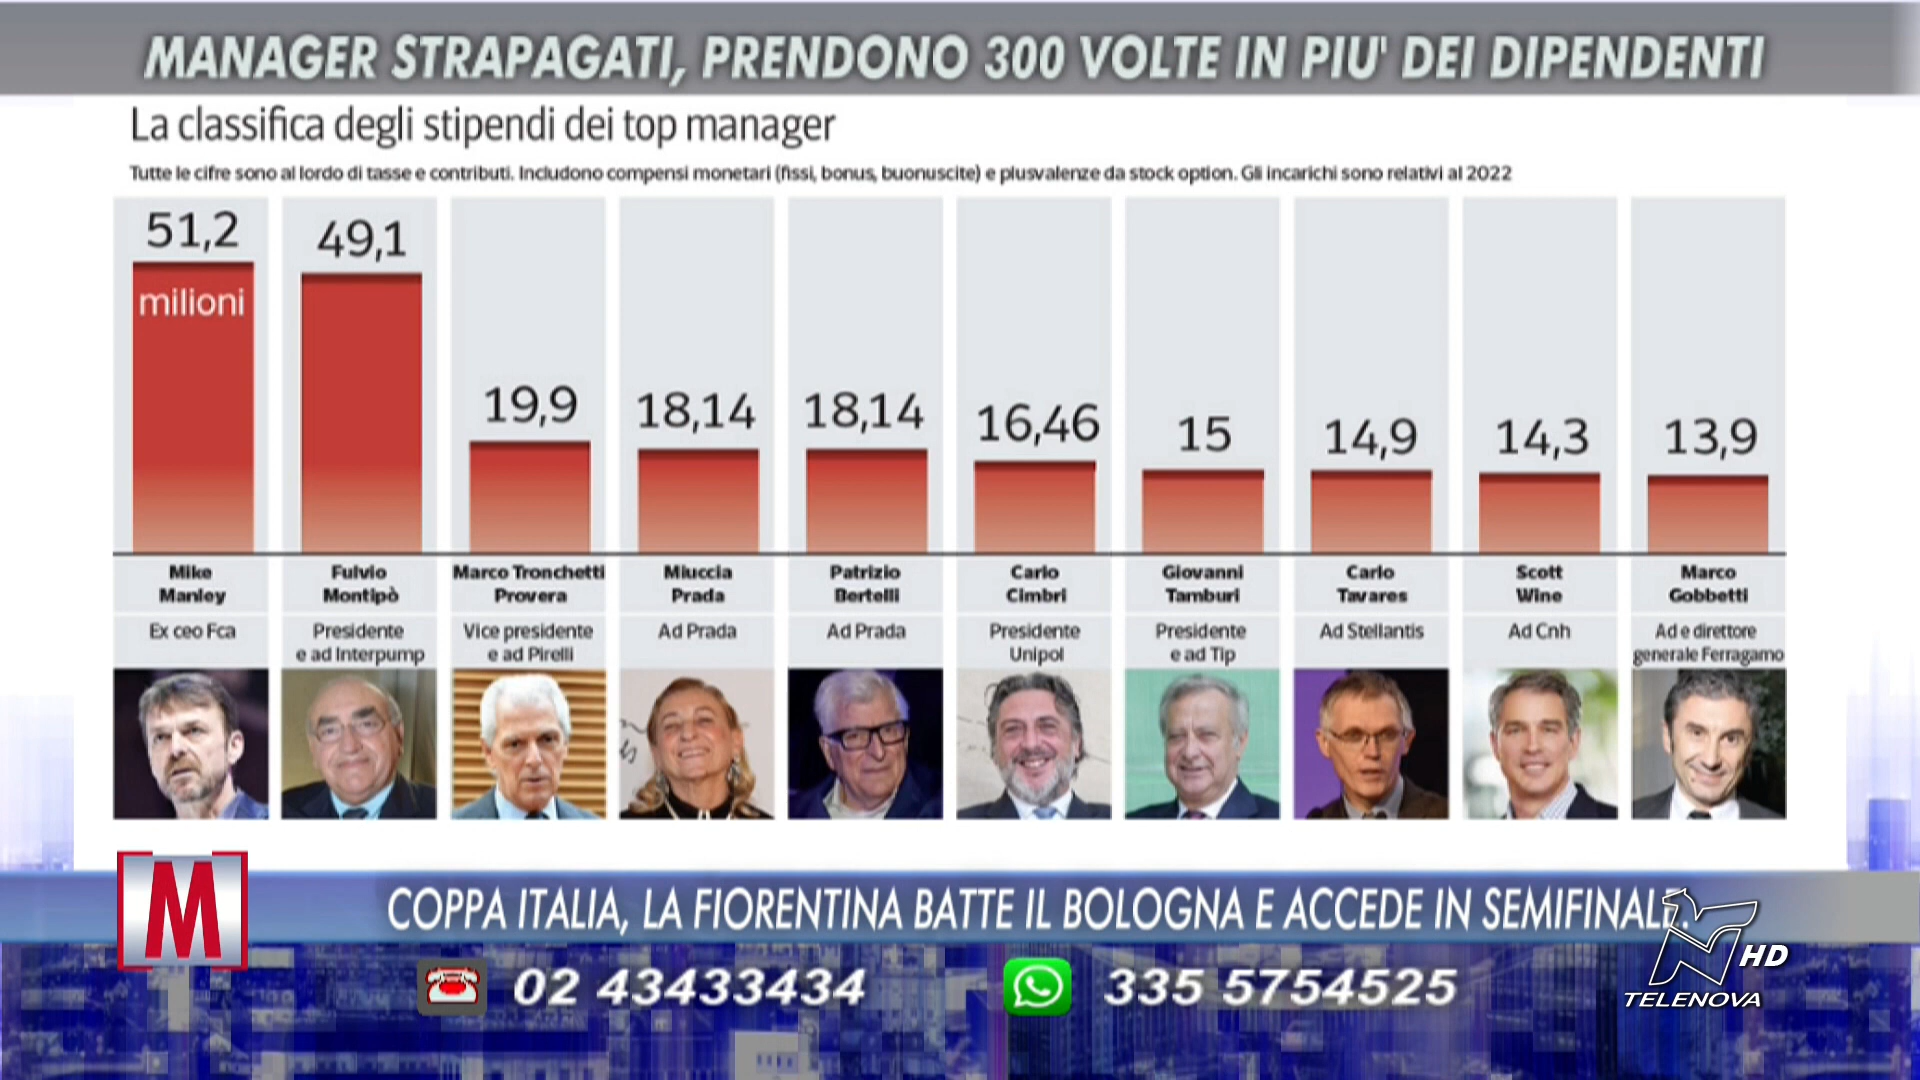 MANAGER STRAPAGATI, PRENDONO 300 VOLTE IN PIU' DEI DIPENDENTI
La classifica degli stipendi dei top manager
Tutte le cifre sono al lordo di tasse e contributi. Includono compensi monetari (fissi, bonus, buonuscite) e plusvalenze da stock option. Gli incarichi sono relativi al 2022
51,2
milioni
49,1
19,9
18,14
18,14
16,46
15
14,9
14,3
13,9
Mike
Manley
Ex ceo Fca
Fulvio
Montipò
Presidente
e ad Interpump
Marco Tronchetti
Provera
Vice presidente
e ad Pirelli
Miuccia
Prada
Ad Prada
Patrizio
Bertelli
Ad Prada
Carlo
Cimbri
Presidente
Unipol
Giovanni
Tamburi
Presidente
e ad Tip
Carlo
Tavares
Ad Stellantis
Scott
Wine
Ad Cnh
Marco
Gobbetti
Ad e direttore
generale Ferragamo
M
COPPA ITALIA, LA FIORENTINA BATTE IL BOLOGNA E ACCEDE IN SEMIFINALE.
02 43433434
335 5754525
HD
TELENOVA